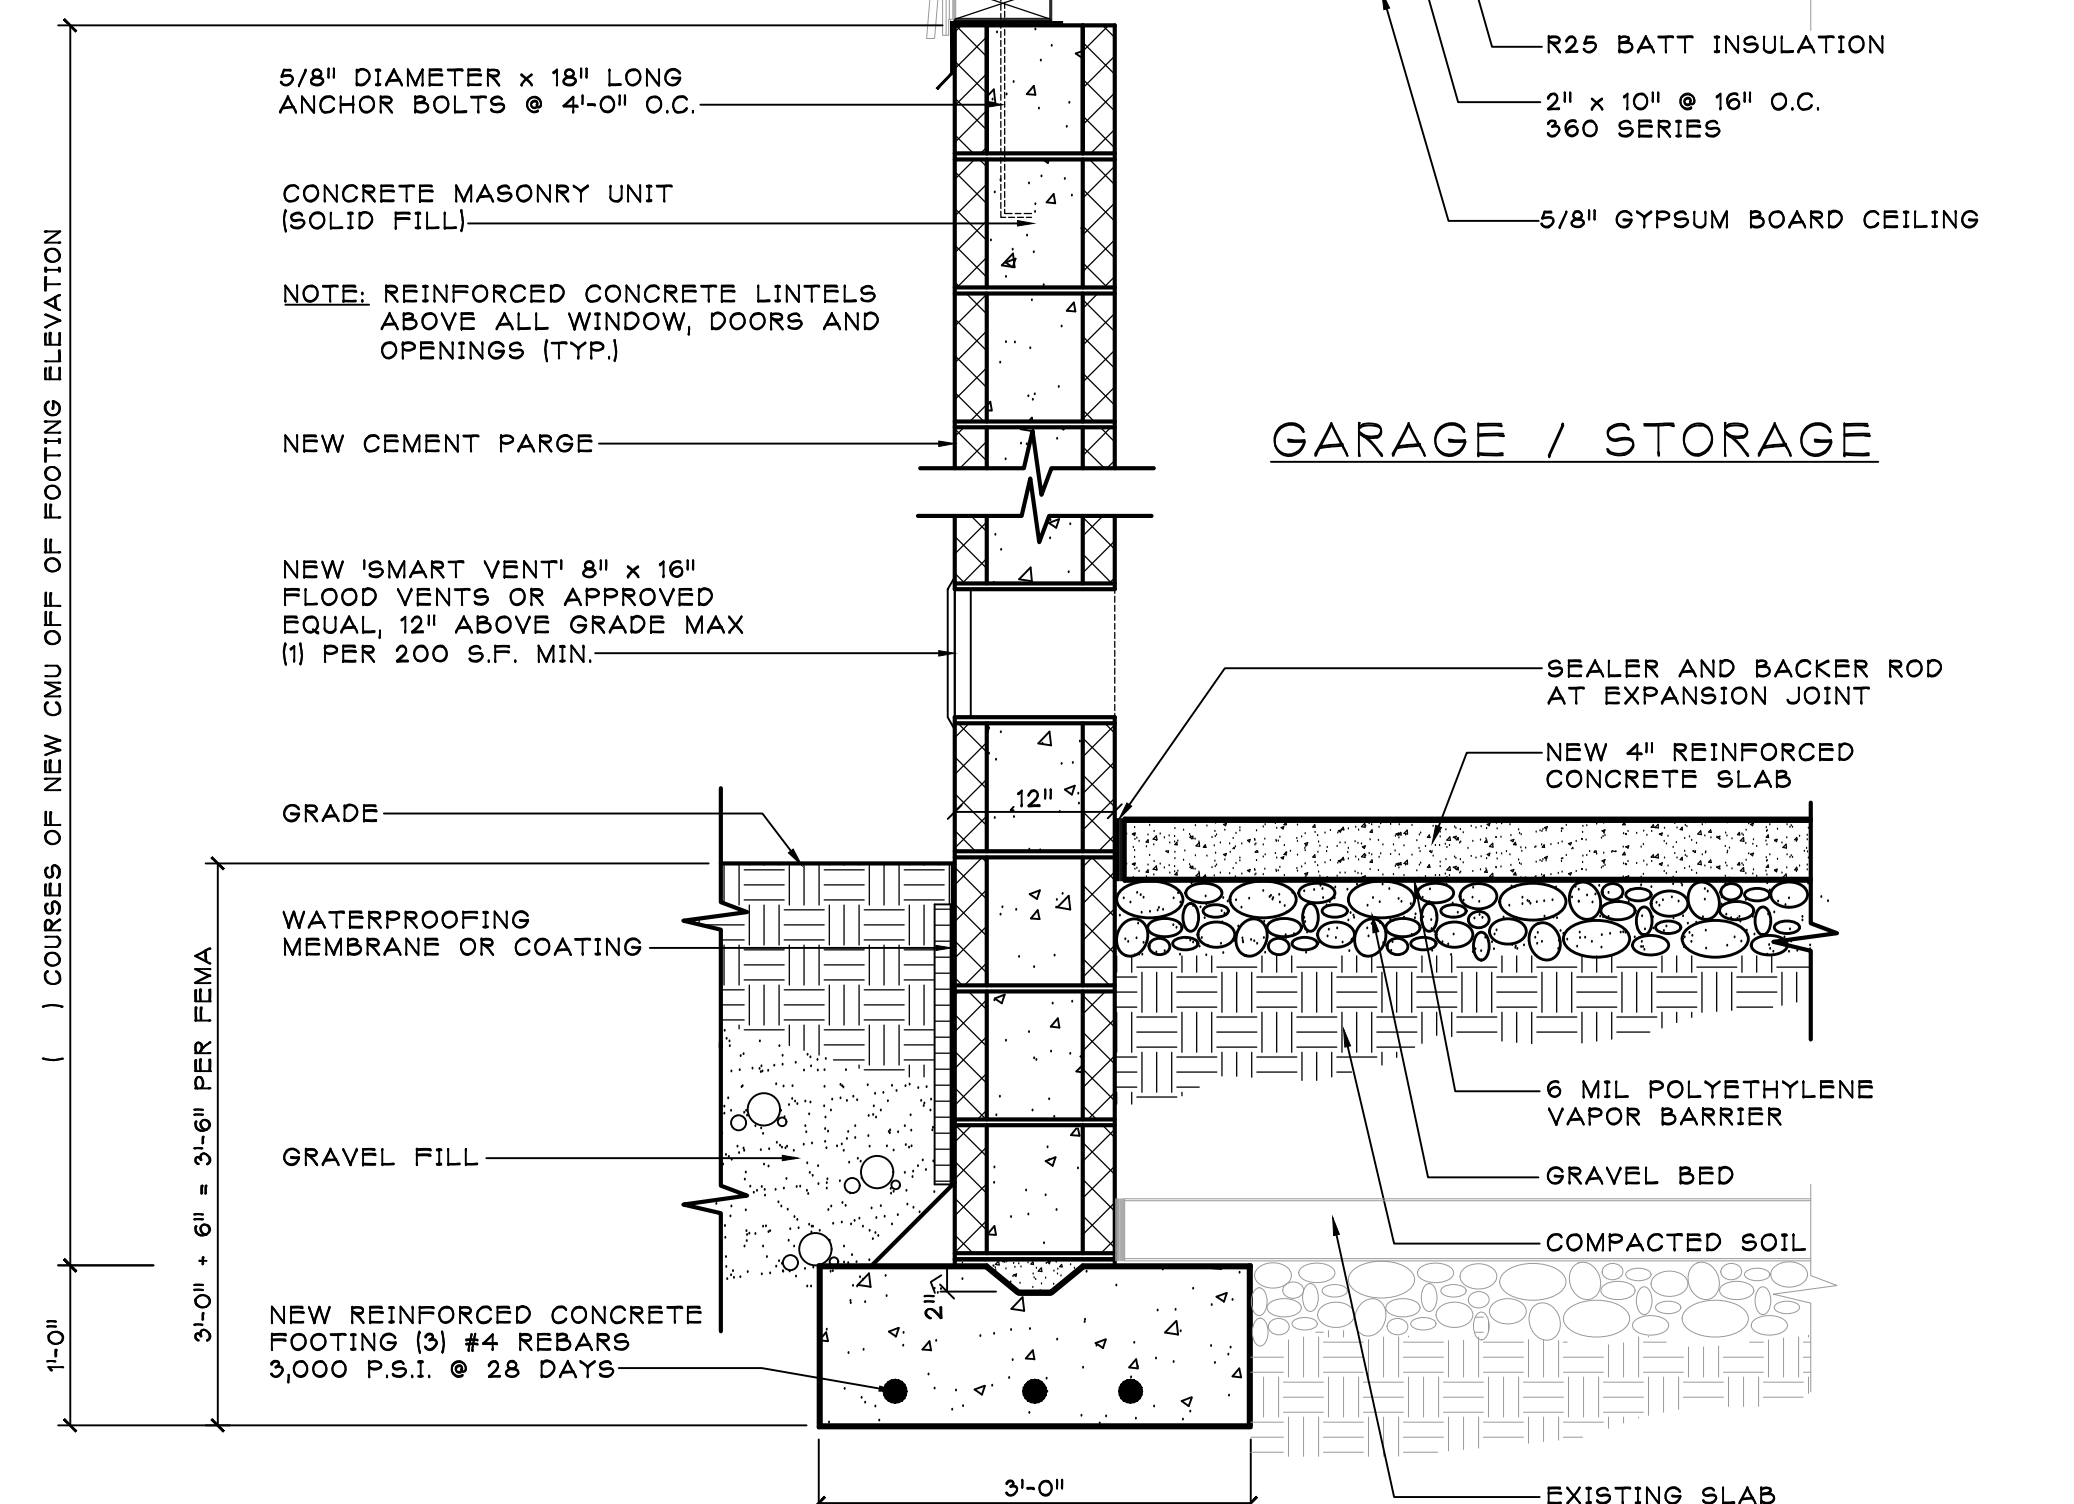 5/8" DIAMETER x 18" LONG
ANCHOR BOLTS @ 4'-0" O.C.
CONCRETE MASONRY UNIT
(SOLID FILL)
NOTE: REINFORCED CONCRETE LINTELS
ABOVE ALL WINDOW, DOORS AND
OPENINGS (TYP.)
NEW CEMENT PARGE
NEW 'SMART VENT' 8" x 16"
FLOOD VENTS OR APPROVED
EQUAL, 12" ABOVE GRADE MAX
(1) PER 200 S.F. MIN.
GRADE
WATERPROOFING
MEMBRANE OR COATING
GRAVEL FILL
NEW REINFORCED CONCRETE
FOOTING (3) #4 REBARS
3,000 P.S.I. @ 28 DAYS
( ) COURSES OF NEW CMU OFF OF FOOTING ELEVATION
1'-0"
3'-0" + 6" = 3'-6" PER FEMA
12"
2"
3'-0"
R25 BATT INSULATION
2" x 10" @ 16" O.C.
360 SERIES
5/8" GYPSUM BOARD CEILING
GARAGE / STORAGE
SEALER AND BACKER ROD
AT EXPANSION JOINT
NEW 4" REINFORCED
CONCRETE SLAB
6 MIL POLYETHYLENE
VAPOR BARRIER
GRAVEL BED
COMPACTED SOIL
EXISTING SLAB